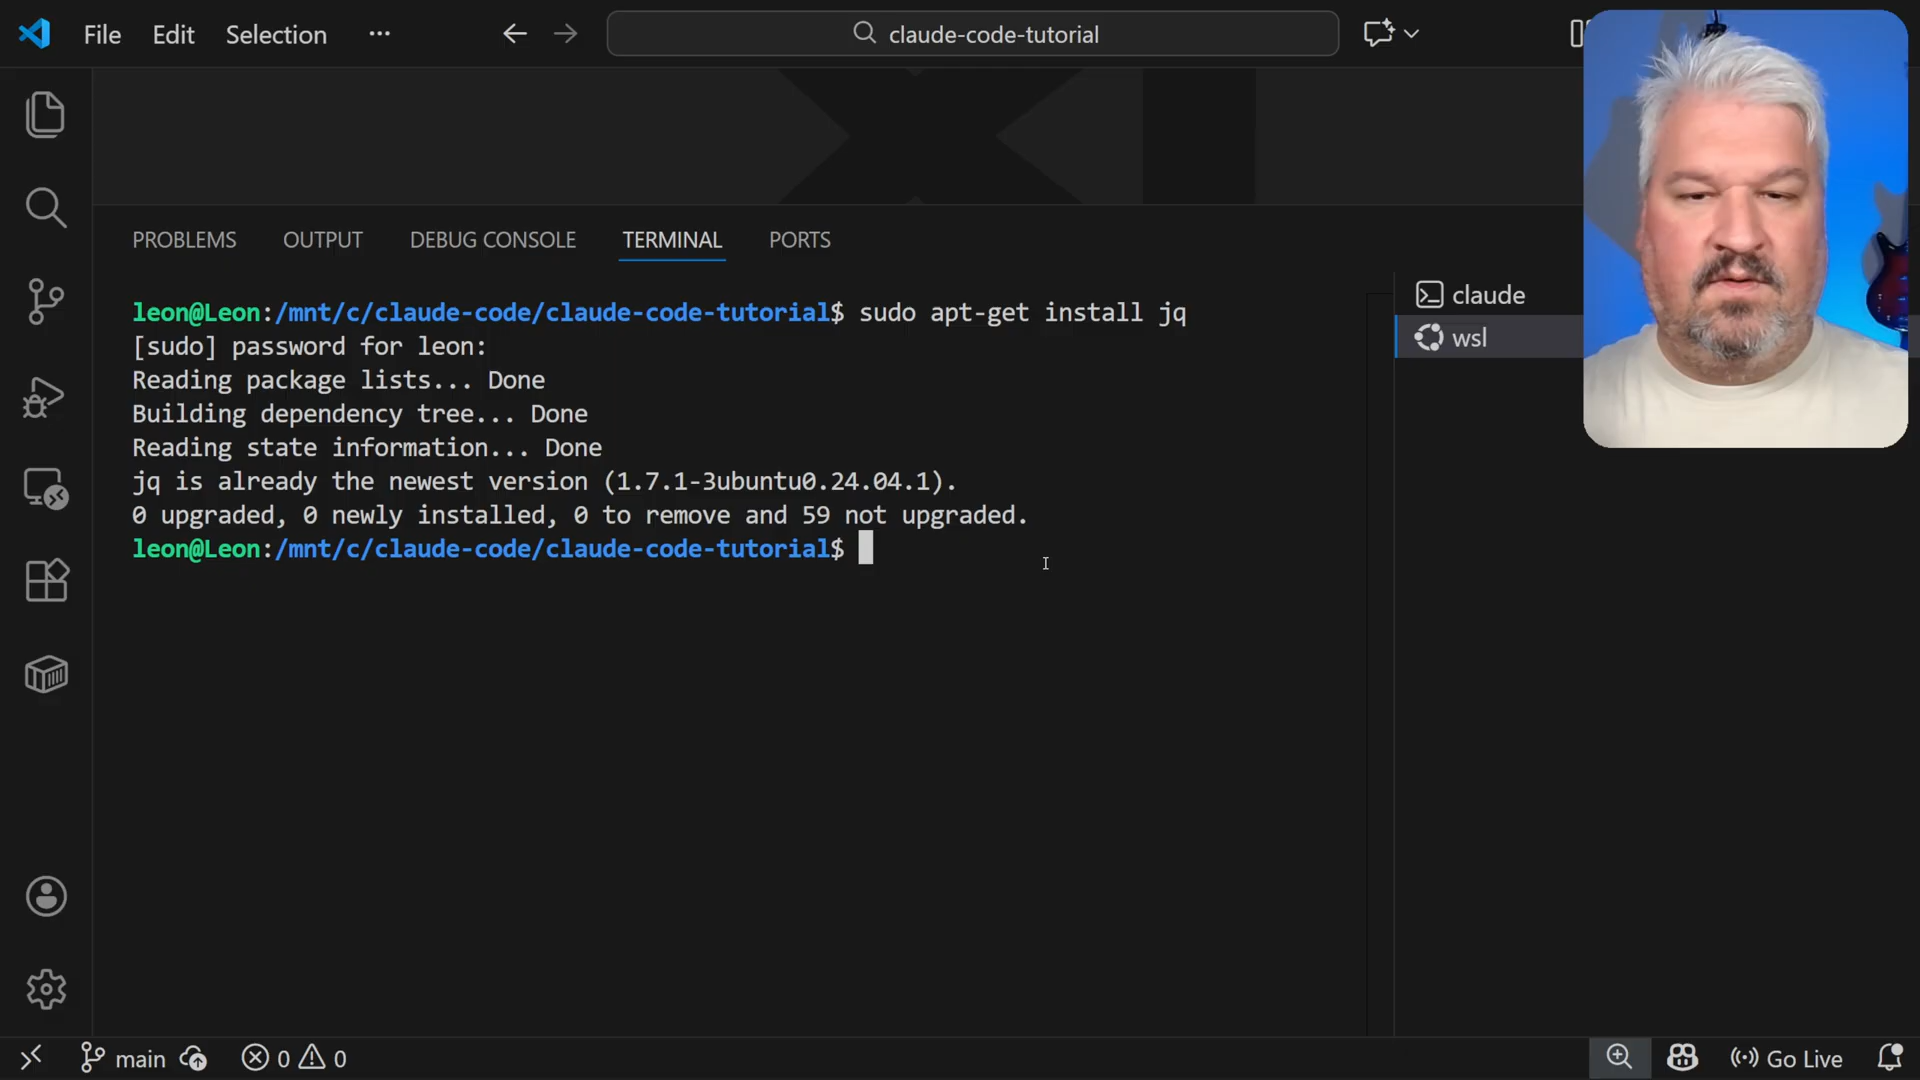 File Edit Selection ...
claude-code-tutorial
PROBLEMS OUTPUT DEBUG CONSOLE TERMINAL PORTS
leon@Leon:/mnt/c/claude-code/claude-code-tutorial$ sudo apt-get install jq
[sudo] password for leon:
Reading package lists... Done
Building dependency tree... Done
Reading state information... Done
jq is already the newest version (1.7.1-3ubuntu0.24.04.1).
0 upgraded, 0 newly installed, 0 to remove and 59 not upgraded.
leon@Leon:/mnt/c/claude-code/claude-code-tutorial$
claude
wsl
main 0 0 Go Live